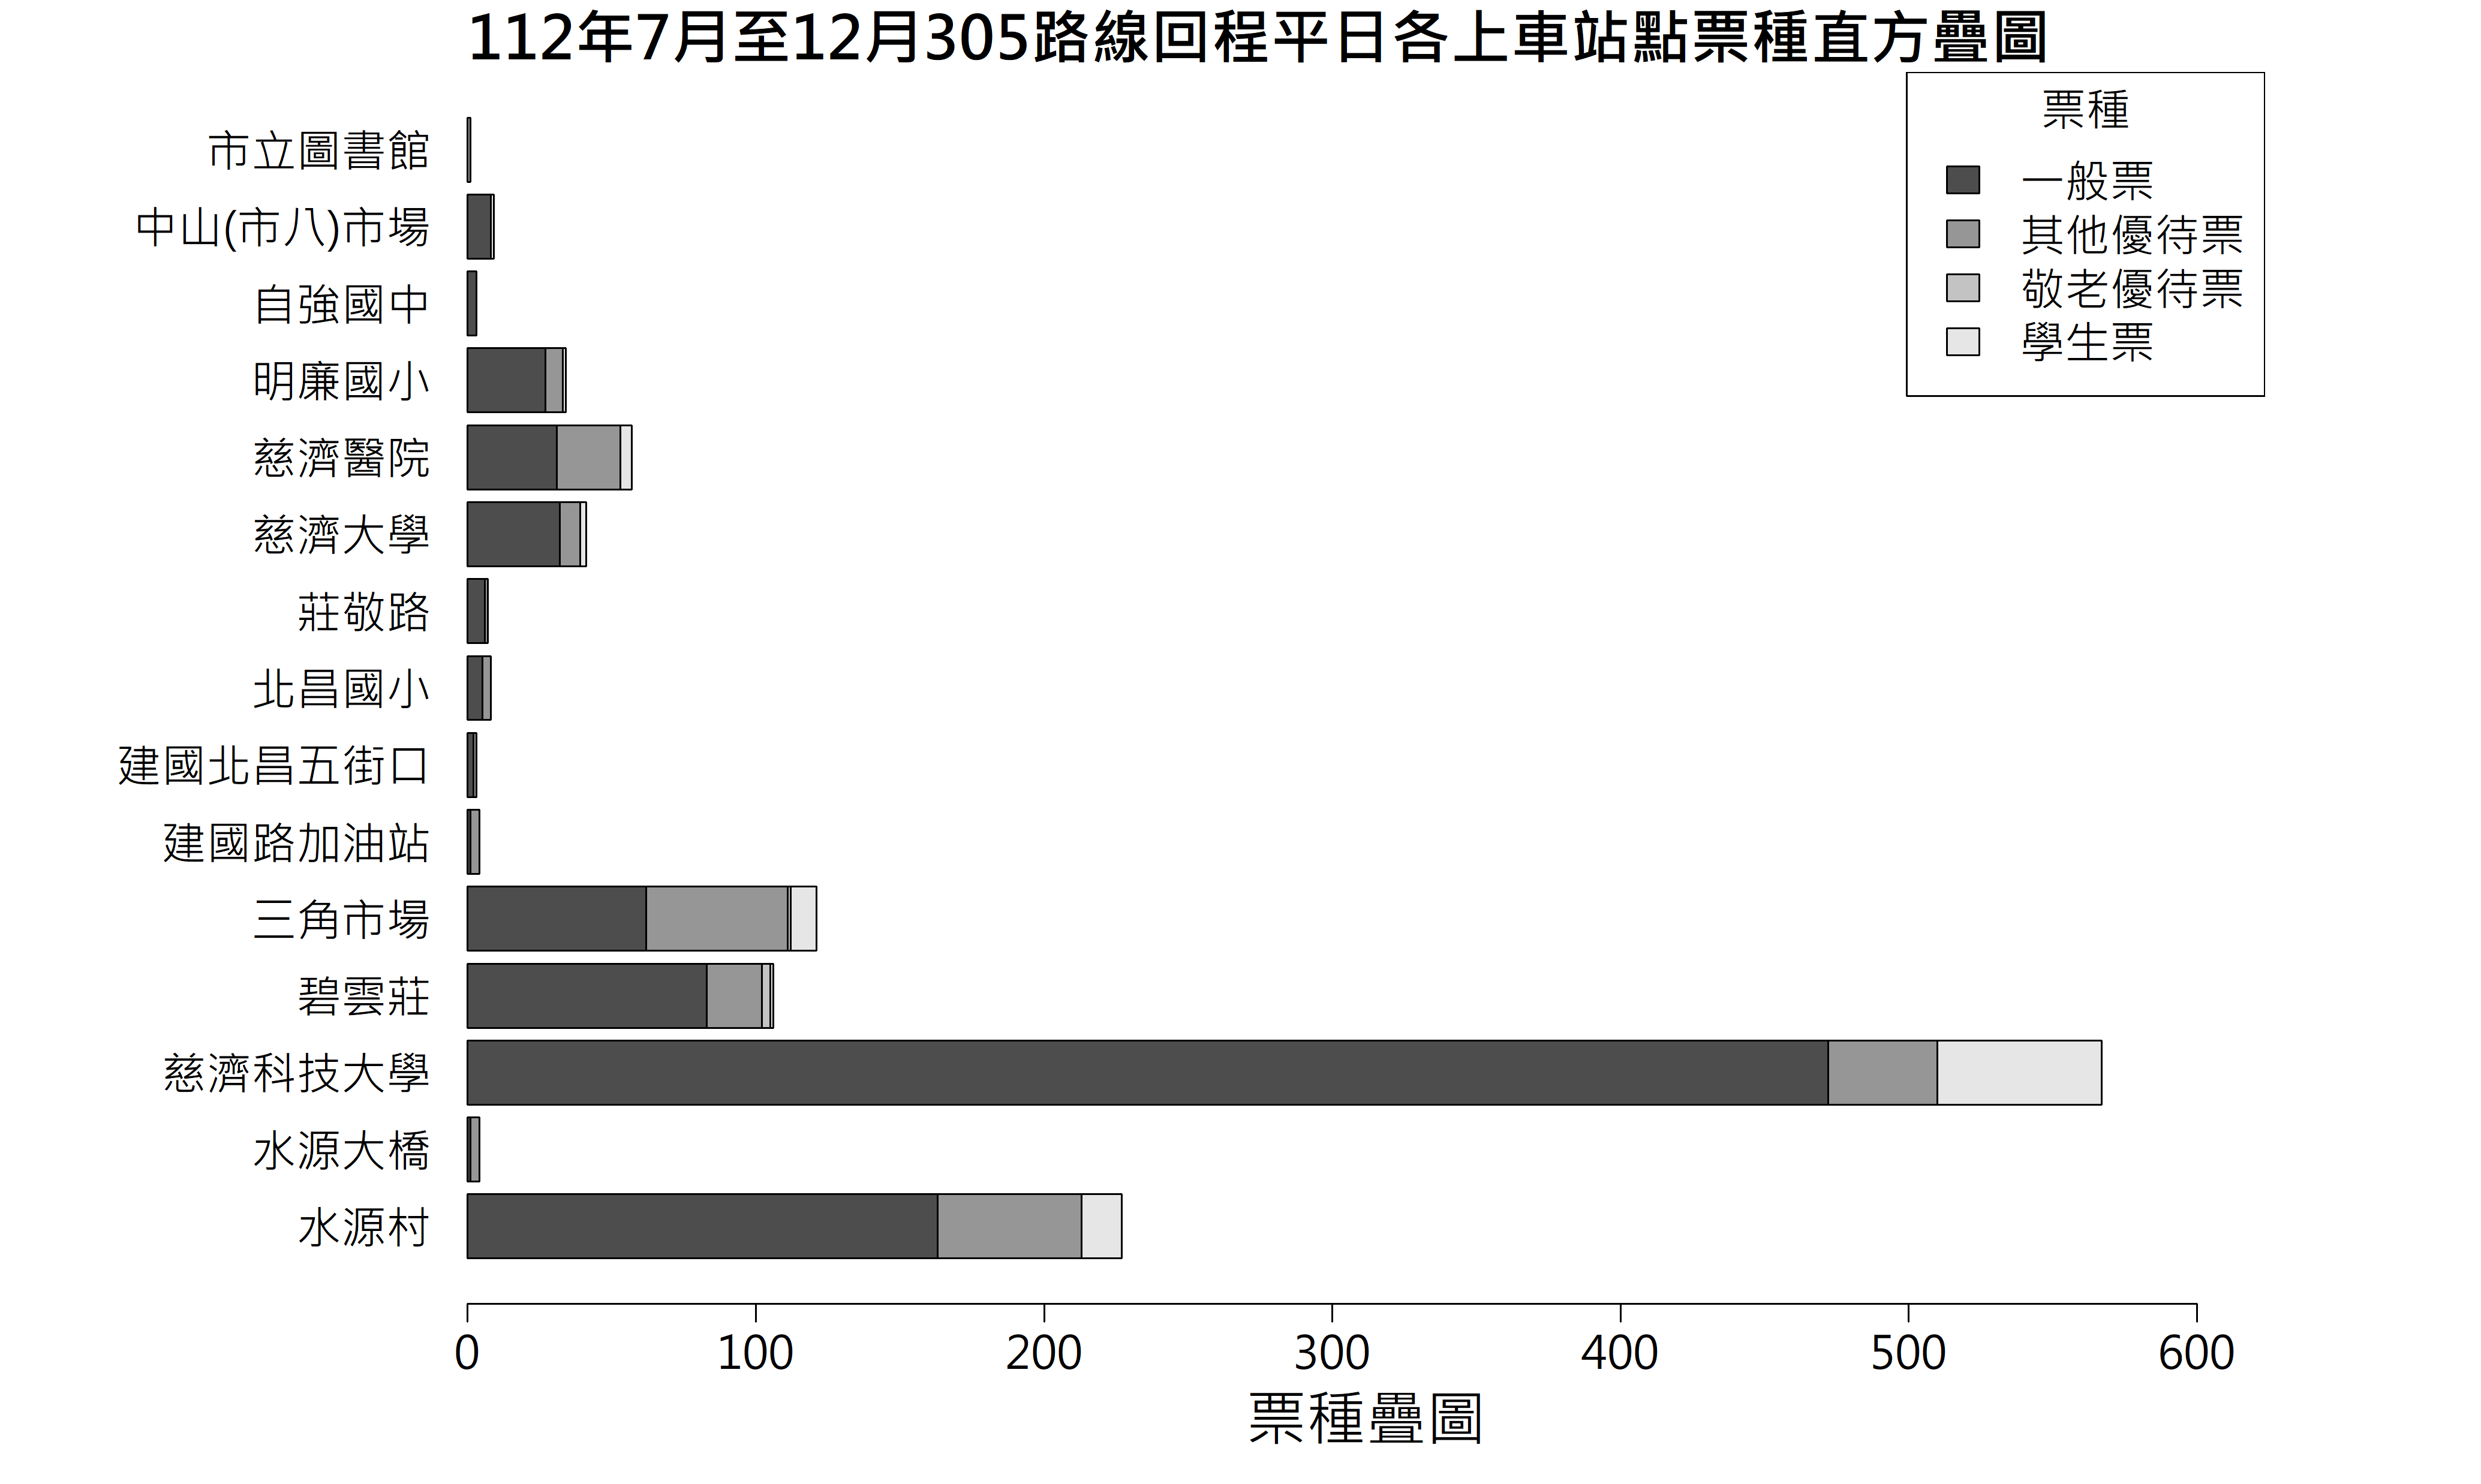 112年7月至12月305路線回程平日各上車站點票種直方疊圖
票種
一般票
其他優待票
敬老優待票
學生票
市立圖書館
中山(市八)市場
自強國中
明廉國小
慈濟醫院
慈濟大學
莊敬路
北昌國小
建國北昌五街口
建國路加油站
三角市場
碧雲莊
慈濟科技大學
水源大橋
水源村
0 100 200 300 400 500 600
票種疊圖